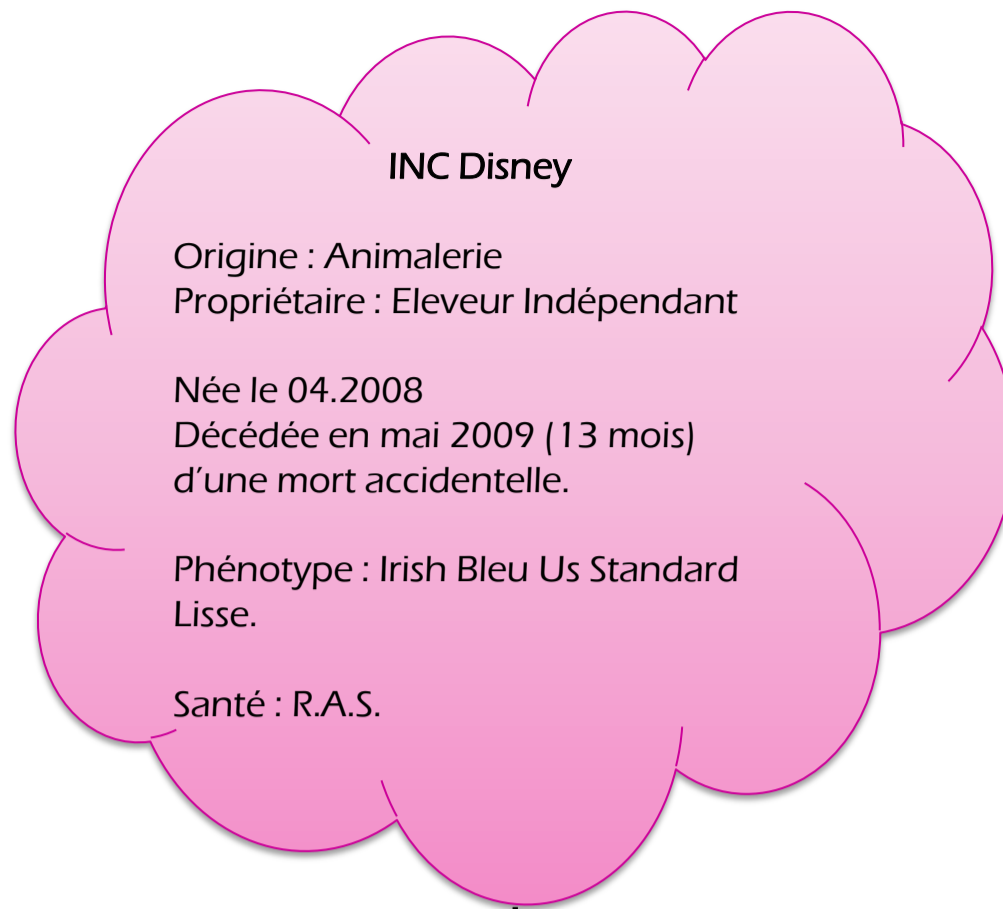 INC Disney
Origine : Animalerie
Propriétaire : Eleveur Indépendant
Née le 04.2008
Décédée en mai 2009 (13 mois)
d'une mort accidentelle.
Phénotype : Irish Bleu Us Standard
Lisse.
Santé : R.A.S.